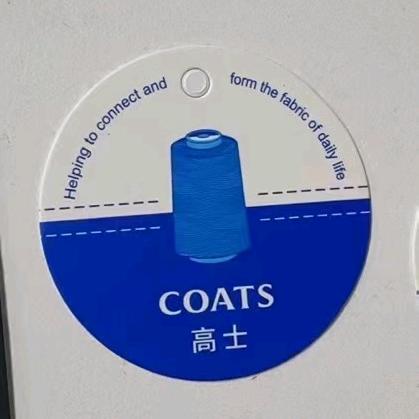 Helping to connect and form the fabric of daily life
COATS
高士